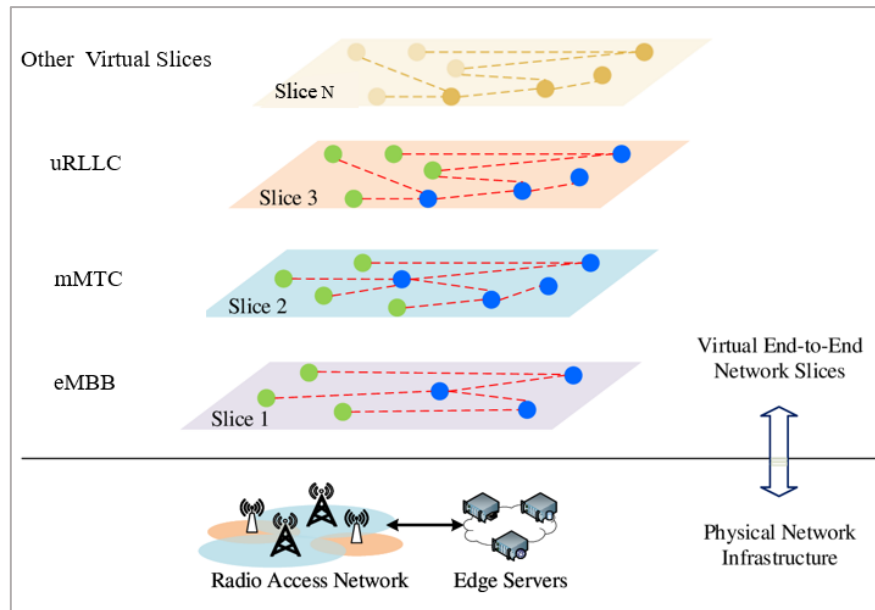 Other Virtual Slices
Slice N
uRLLC
Slice 3
mMTC
Slice 2
eMBB
Slice 1
Virtual End-to-End
Network Slices
Physical Network
Infrastructure
Radio Access Network
Edge Servers